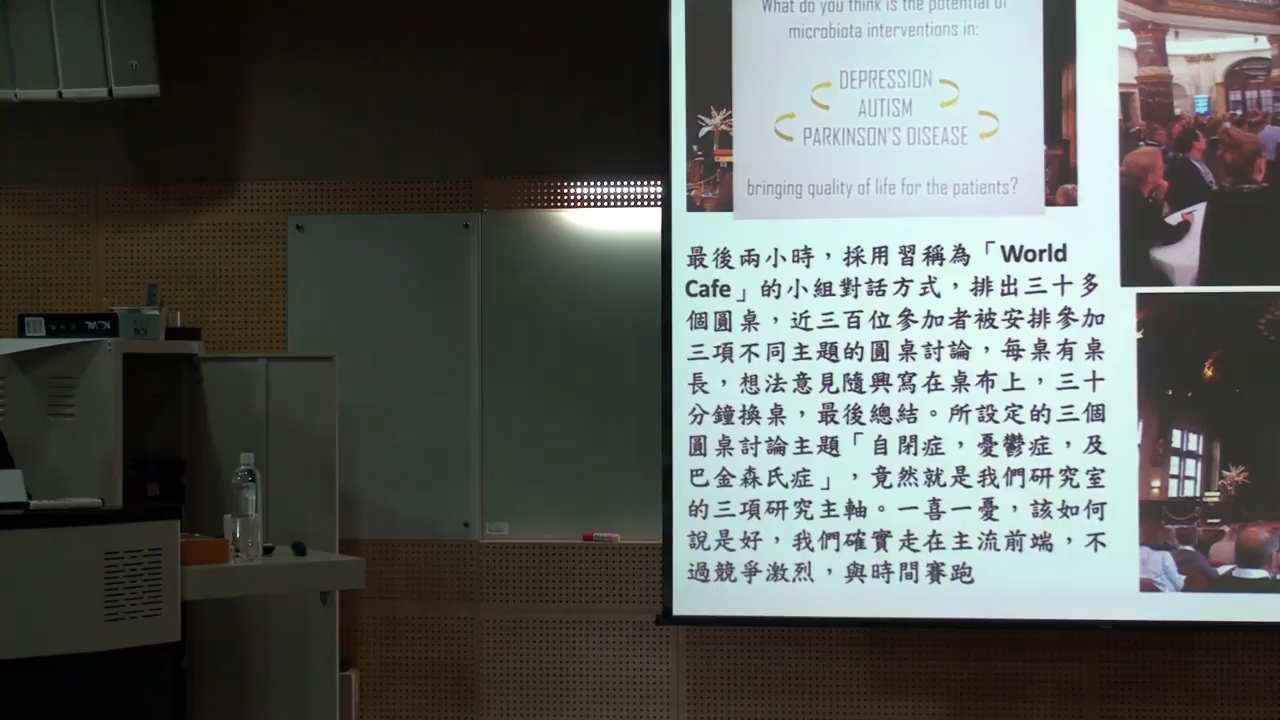 What do you think is the potential of
microbiota interventions in:
DEPRESSION
AUTISM
PARKINSON'S DISEASE
bringing quality of life for the patients?
最後兩小時，採用習稱為「World
Cafe」的小組對話方式，排出三十多
個圓桌，近三百位參加者被安排參加
三項不同主題的圓桌討論，每桌有桌
長，想法意見隨興寫在桌布上，三十
分鐘換桌，最後總結。所設定的三個
圓桌討論主題「自閉症，憂鬱症，及
巴金森氏症」，竟然就是我們研究室
的三項研究主軸。一喜一憂，該如何
說是好，我們確實走在主流前端，不
過競爭激烈，與時間賽跑